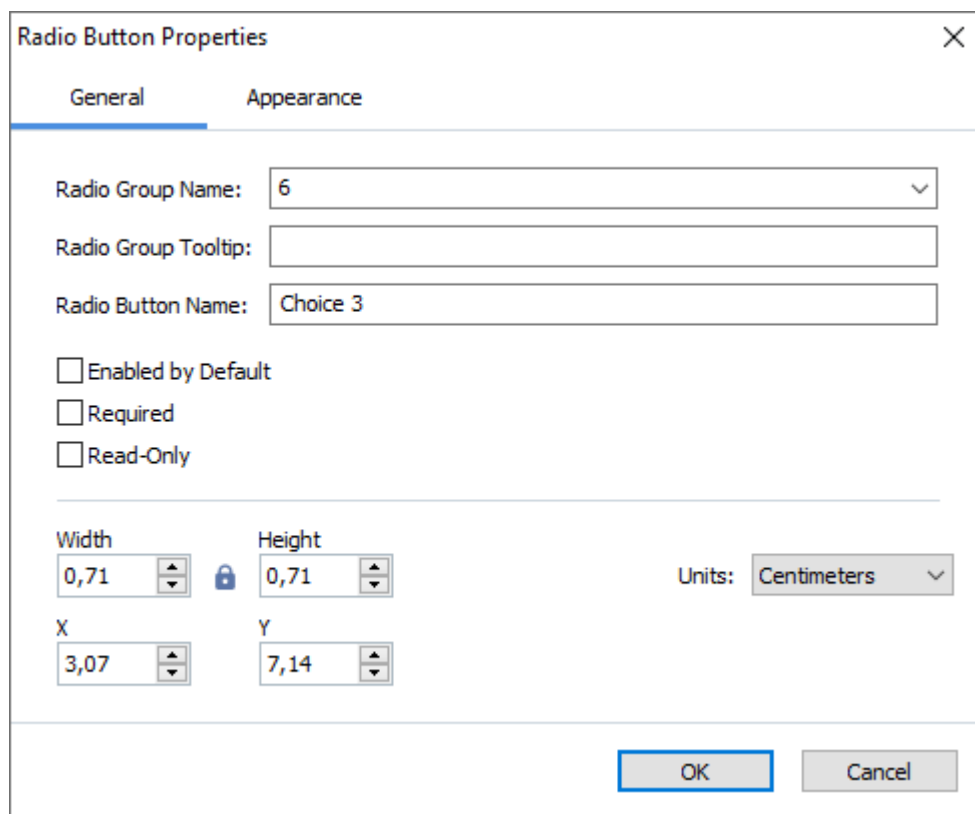 Radio Button Properties
General Appearance
Radio Group Name: 6
Radio Group Tooltip:
Radio Button Name: Choice 3
Enabled by Default
Required
Read-Only
Width Height
0,71 0,71 Units: Centimeters
X Y
3,07 7,14
OK Cancel